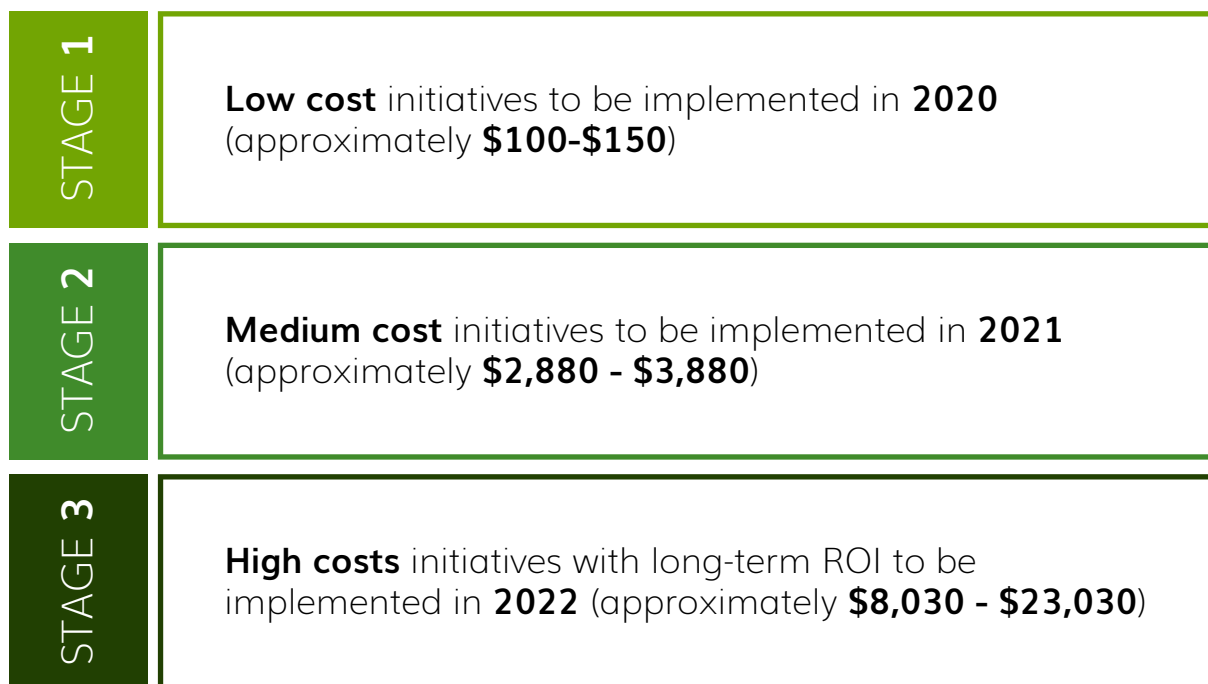 STAGE 1
Low cost initiatives to be implemented in 2020
(approximately $100-$150)
STAGE 2
Medium cost initiatives to be implemented in 2021
(approximately $2,880 - $3,880)
STAGE 3
High costs initiatives with long-term ROI to be
implemented in 2022 (approximately $8,030 - $23,030)